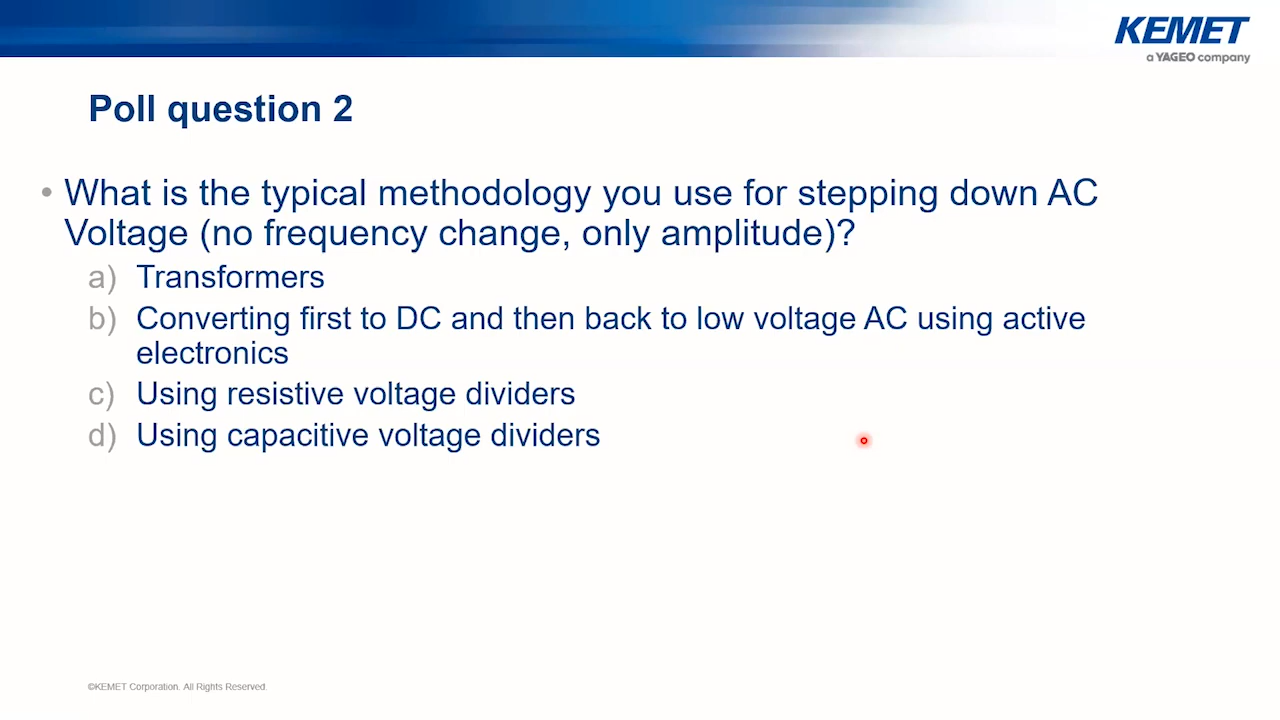 KEMET
a YAGEO company
Poll question 2
• What is the typical methodology you use for stepping down AC
Voltage (no frequency change, only amplitude)?
a) Transformers
b) Converting first to DC and then back to low voltage AC using active
electronics
c) Using resistive voltage dividers
d) Using capacitive voltage dividers
©KEMET Corporation. All Rights Reserved.